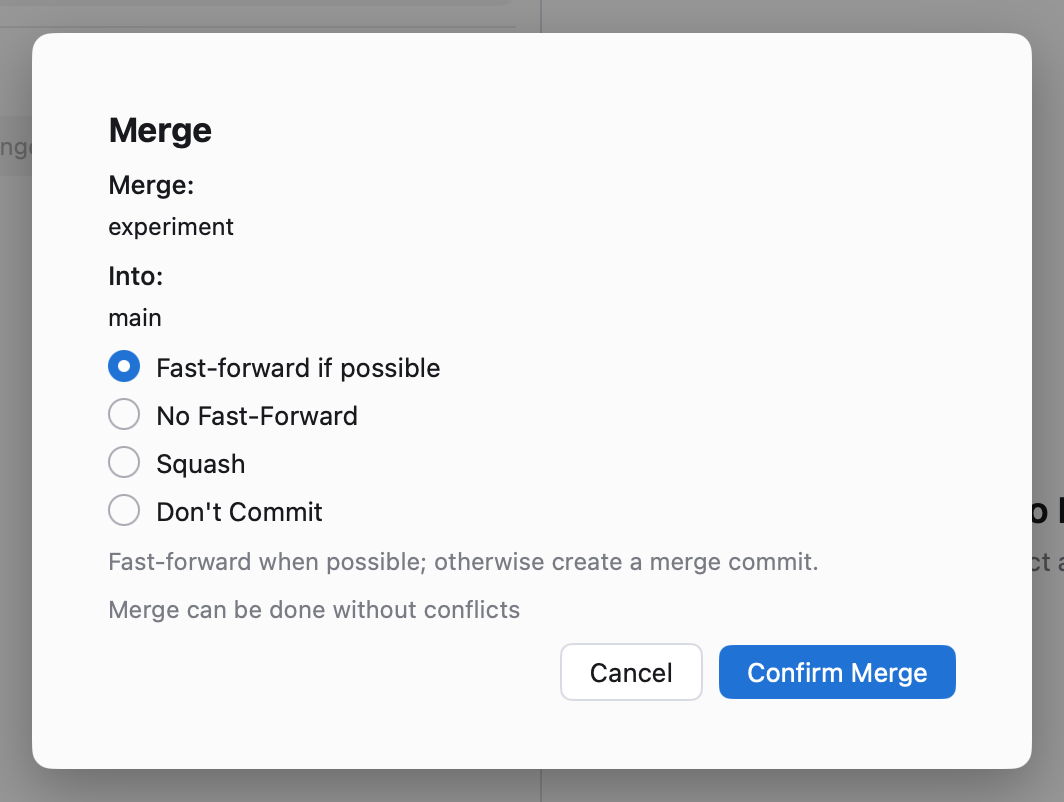 Merge
Merge:
experiment
Into:
main
Fast-forward if possible
No Fast-Forward
Squash
Don't Commit
Fast-forward when possible; otherwise create a merge commit.
Merge can be done without conflicts
Cancel
Confirm Merge